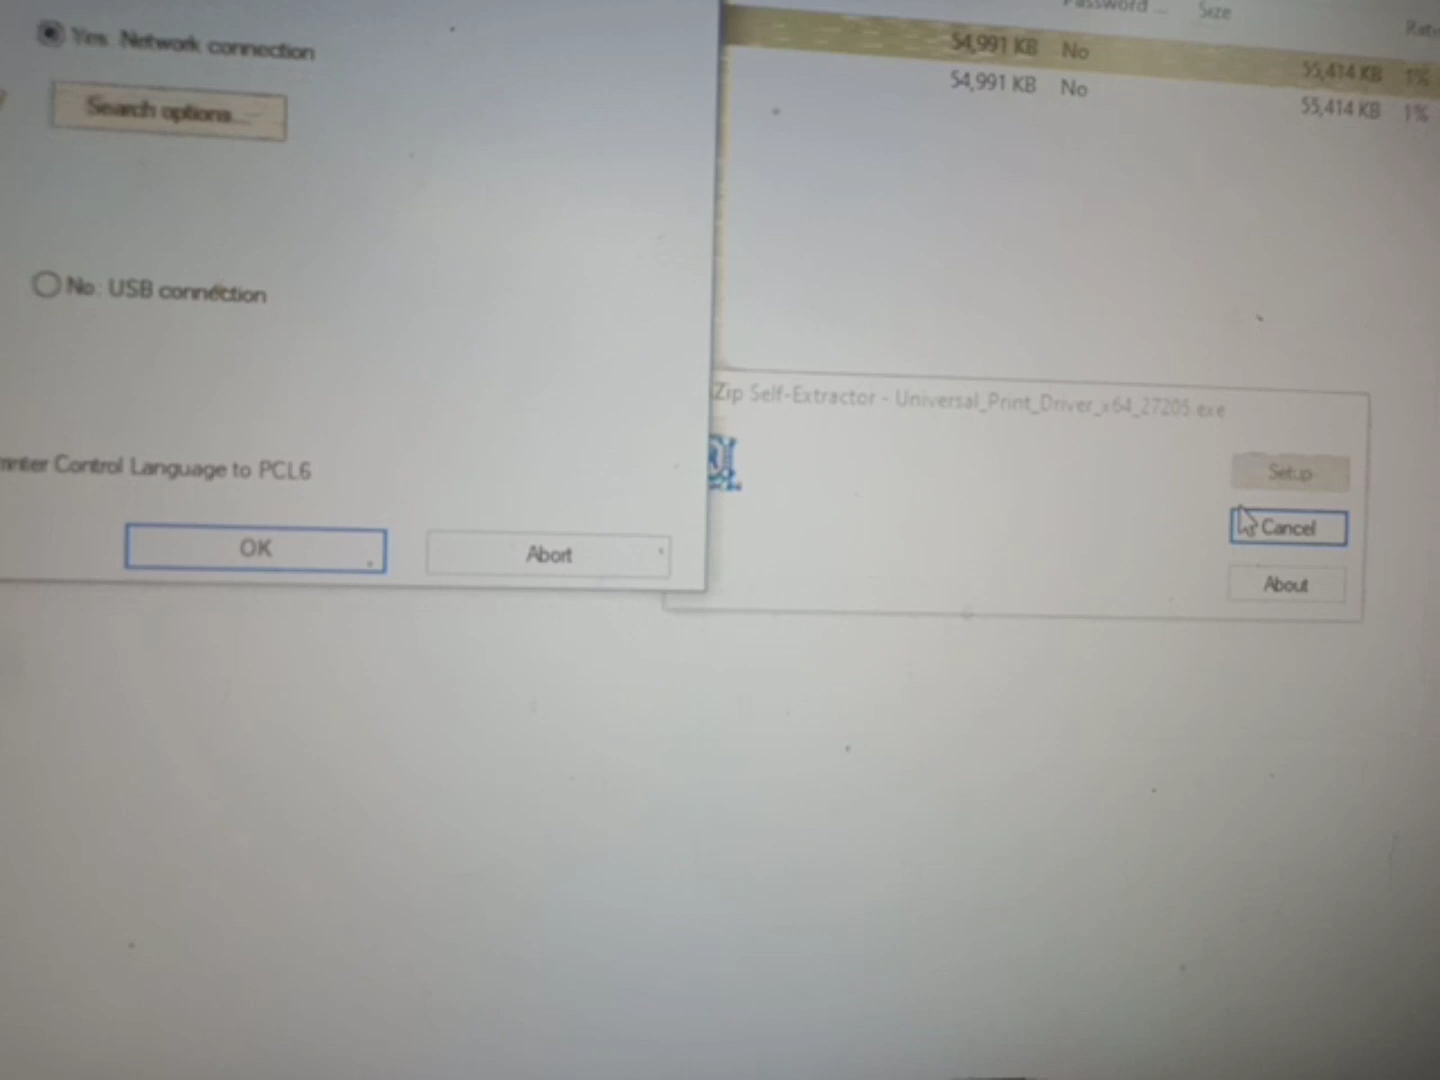 Yes. Network connection
Search options...
No: USB connection
Printer Control Language to PCL6
OK
Abort
Password ... Size
54,991 KB No 55,414 KB 1%
54,991 KB No 55,414 KB 1%
Zip Self-Extractor - Universal_Print_Driver_x64_27205.exe
Setup
Cancel
About